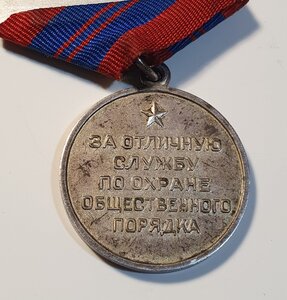 ЗА ОТЛИЧНУЮ
СЛУЖБУ
ПО ОХРАНЕ
ОБЩЕСТВЕННОГО
ПОРЯДКА